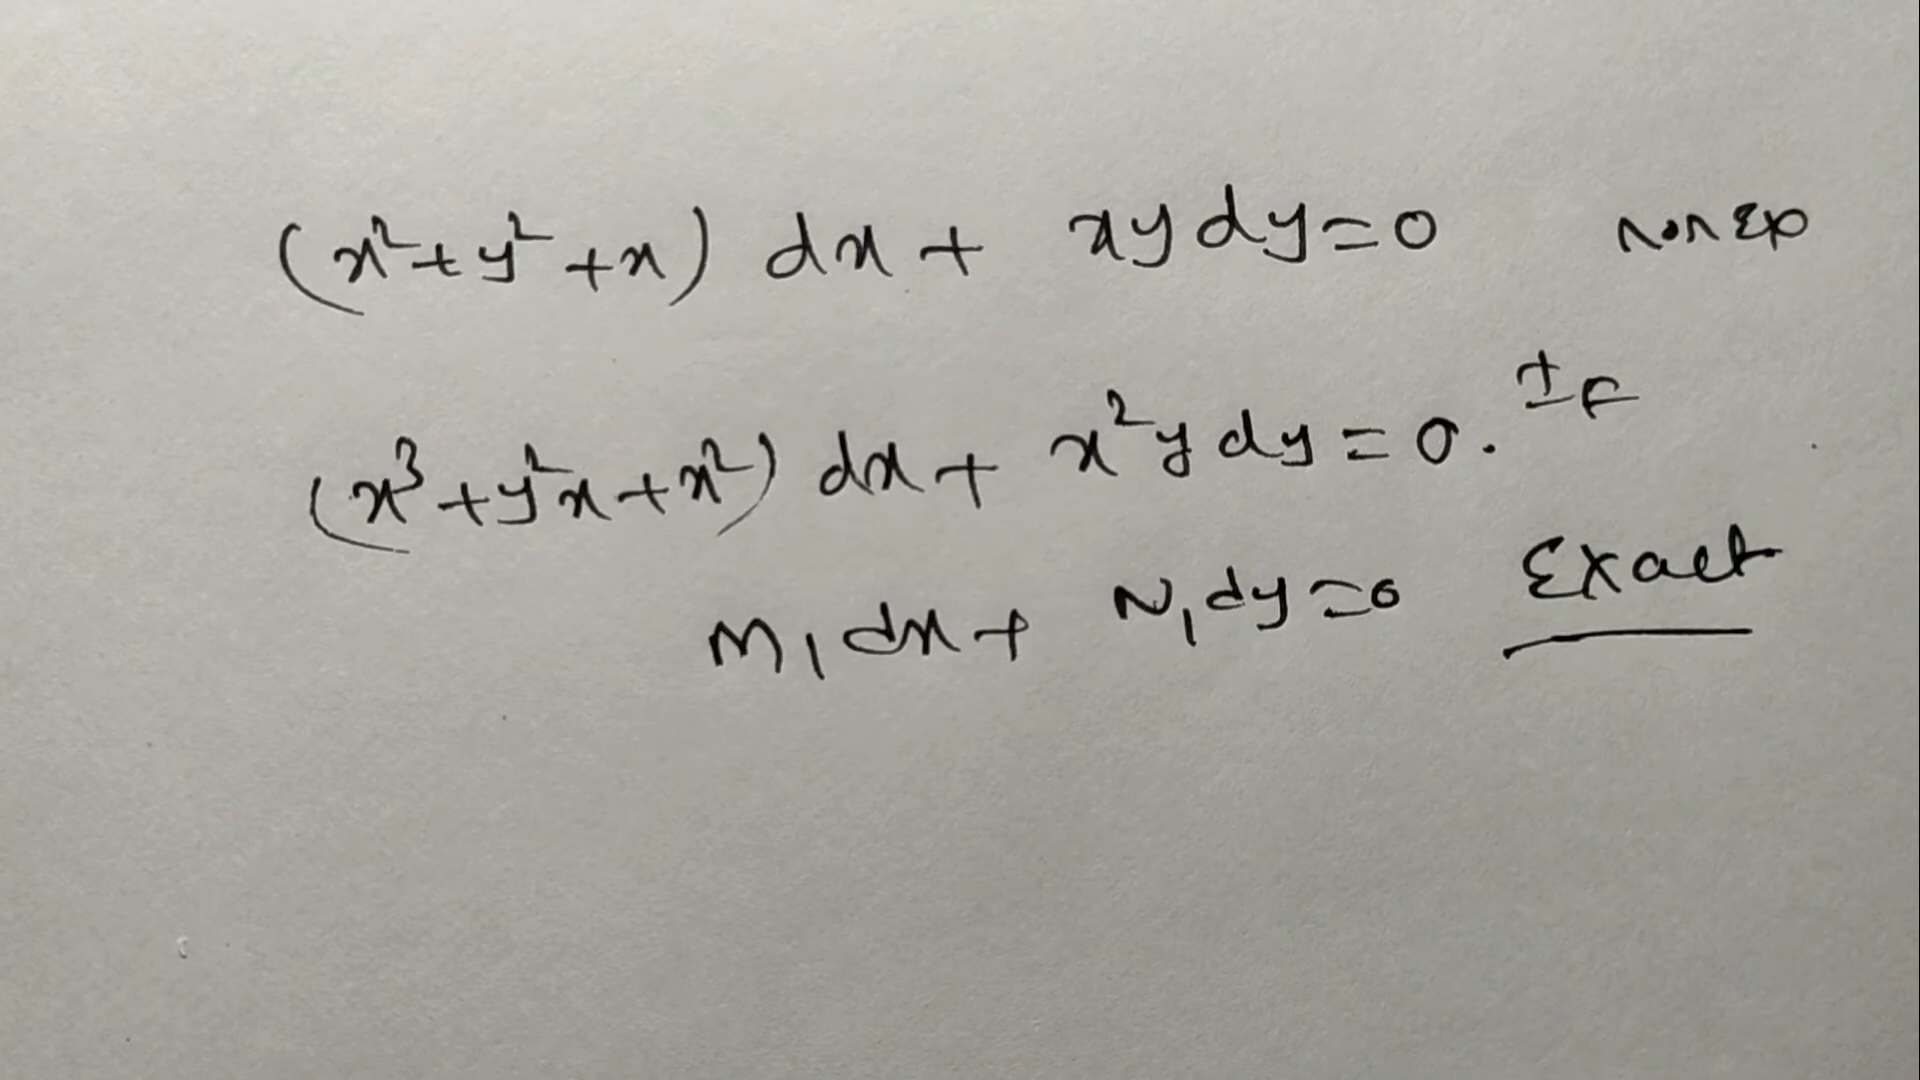 (x²+y²+x) dx + xy dy=0 non Ex
(x³+y²x+x²) dx + x²y dy=0. IF
M₁dx + N₁dy=0 Exact